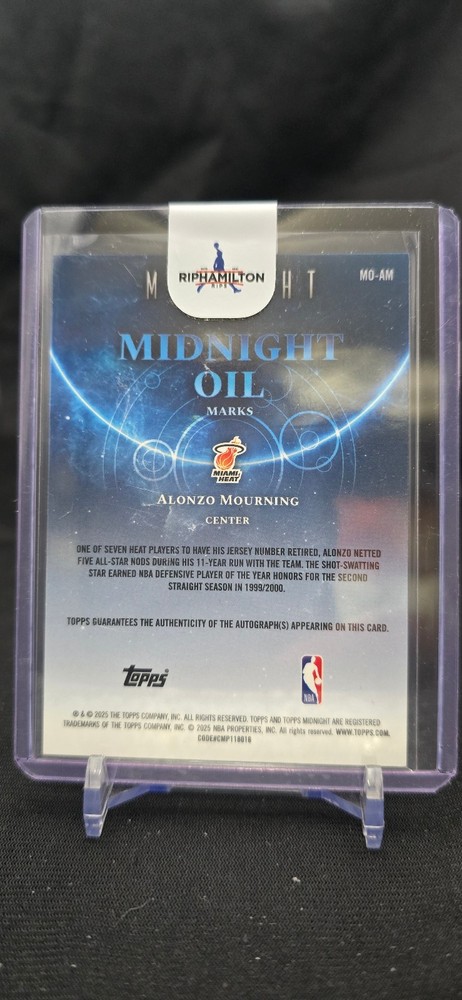 RIPHAMILTON
RIPS
M HT
MO-AM
MIDNIGHT
OIL
MARKS
MIAMI
HEAT
ALONZO MOURNING
CENTER
ONE OF SEVEN HEAT PLAYERS TO HAVE HIS JERSEY NUMBER RETIRED, ALONZO NETTED
FIVE ALL-STAR NODS DURING HIS 11-YEAR RUN WITH THE TEAM. THE SHOT-SWATTING
STAR EARNED NBA DEFENSIVE PLAYER OF THE YEAR HONORS FOR THE SECOND
STRAIGHT SEASON IN 1999/2000.
TOPPS GUARANTEES THE AUTHENTICITY OF THE AUTOGRAPH(S) APPEARING ON THIS CARD.
topps®
NBA
® & © 2025 THE TOPPS COMPANY, INC. ALL RIGHTS RESERVED. TOPPS AND TOPPS MIDNIGHT ARE REGISTERED
TRADEMARKS OF THE TOPPS COMPANY, INC. © 2025 NBA PROPERTIES, INC. All rights reserved. WWW.TOPPS.COM.
CODE#CMP118016